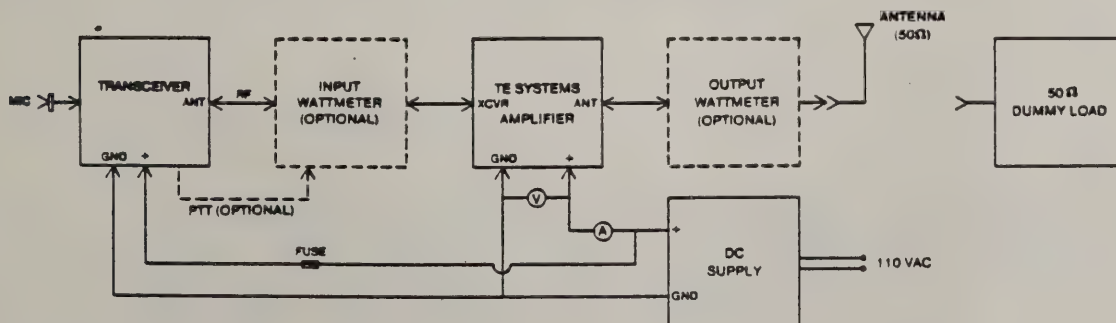 ANTENNA
(50Ω)
TRANSCEIVER
ANT
MIC
RF
INPUT
WATTMETER
(OPTIONAL)
TE SYSTEMS
XCVR
ANT
AMPLIFIER
OUTPUT
WATTMETER
(OPTIONAL)
50Ω
DUMMY LOAD
GND
+
GND
+
PTT (OPTIONAL)
V
A
FUSE
+
DC
SUPPLY
GND
110 VAC